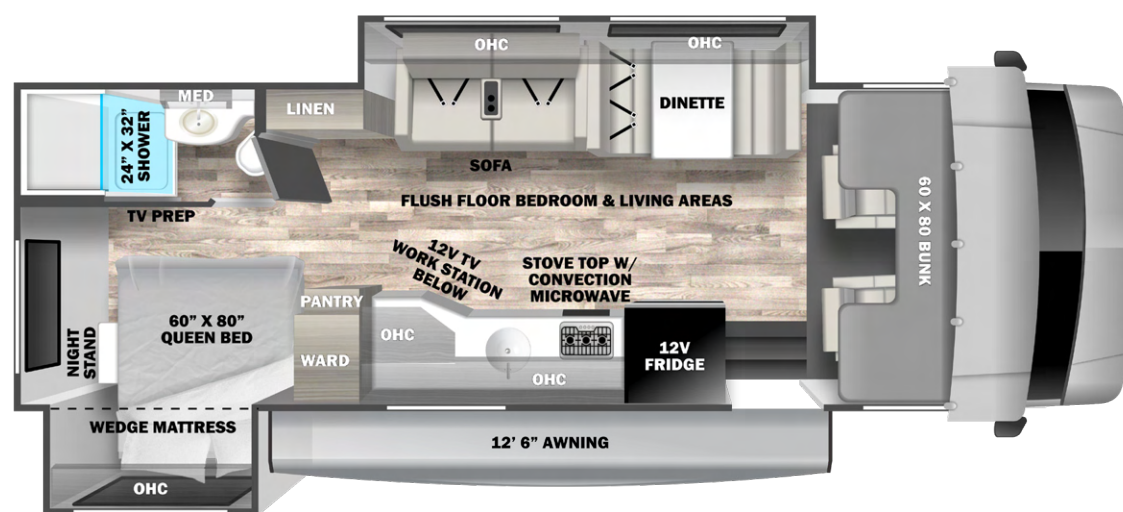 OHC
OHC
MED
LINEN
24" X 32"
SHOWER
DINETTE
SOFA
FLUSH FLOOR BEDROOM & LIVING AREAS
60 X 80 BUNK
TV PREP
12V TV
WORK STATION
BELOW
STOVE TOP W/
CONVECTION
MICROWAVE
60" X 80"
QUEEN BED
PANTRY
WARD
OHC
OHC
12V
FRIDGE
NIGHT
STAND
WEDGE MATTRESS
12' 6" AWNING
OHC